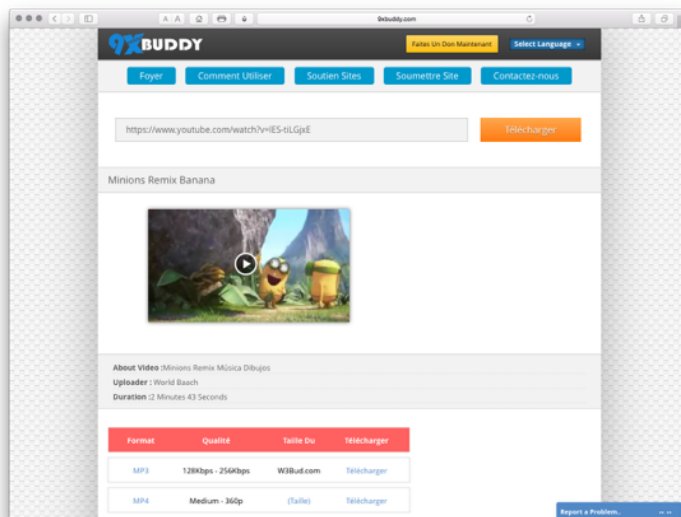 A A
9xbuddy.com
9XBUDDY
Faites Un Don Maintenant
Select Language
Foyer Comment Utiliser Soutien Sites Soumettre Site Contactez-nous
https://www.youtube.com/watch?v=lES-tiLGjxE
Télécharger
Minions Remix Banana
About Video :Minions Remix Música Dibujos
Uploader : World Baach
Duration :2 Minutes 43 Seconds
Format Qualité Taille Du Télécharger
MP3 128Kbps - 256Kbps W3Bud.com Télécharger
MP4 Medium - 360p (Taille) Télécharger
Report a Problem..